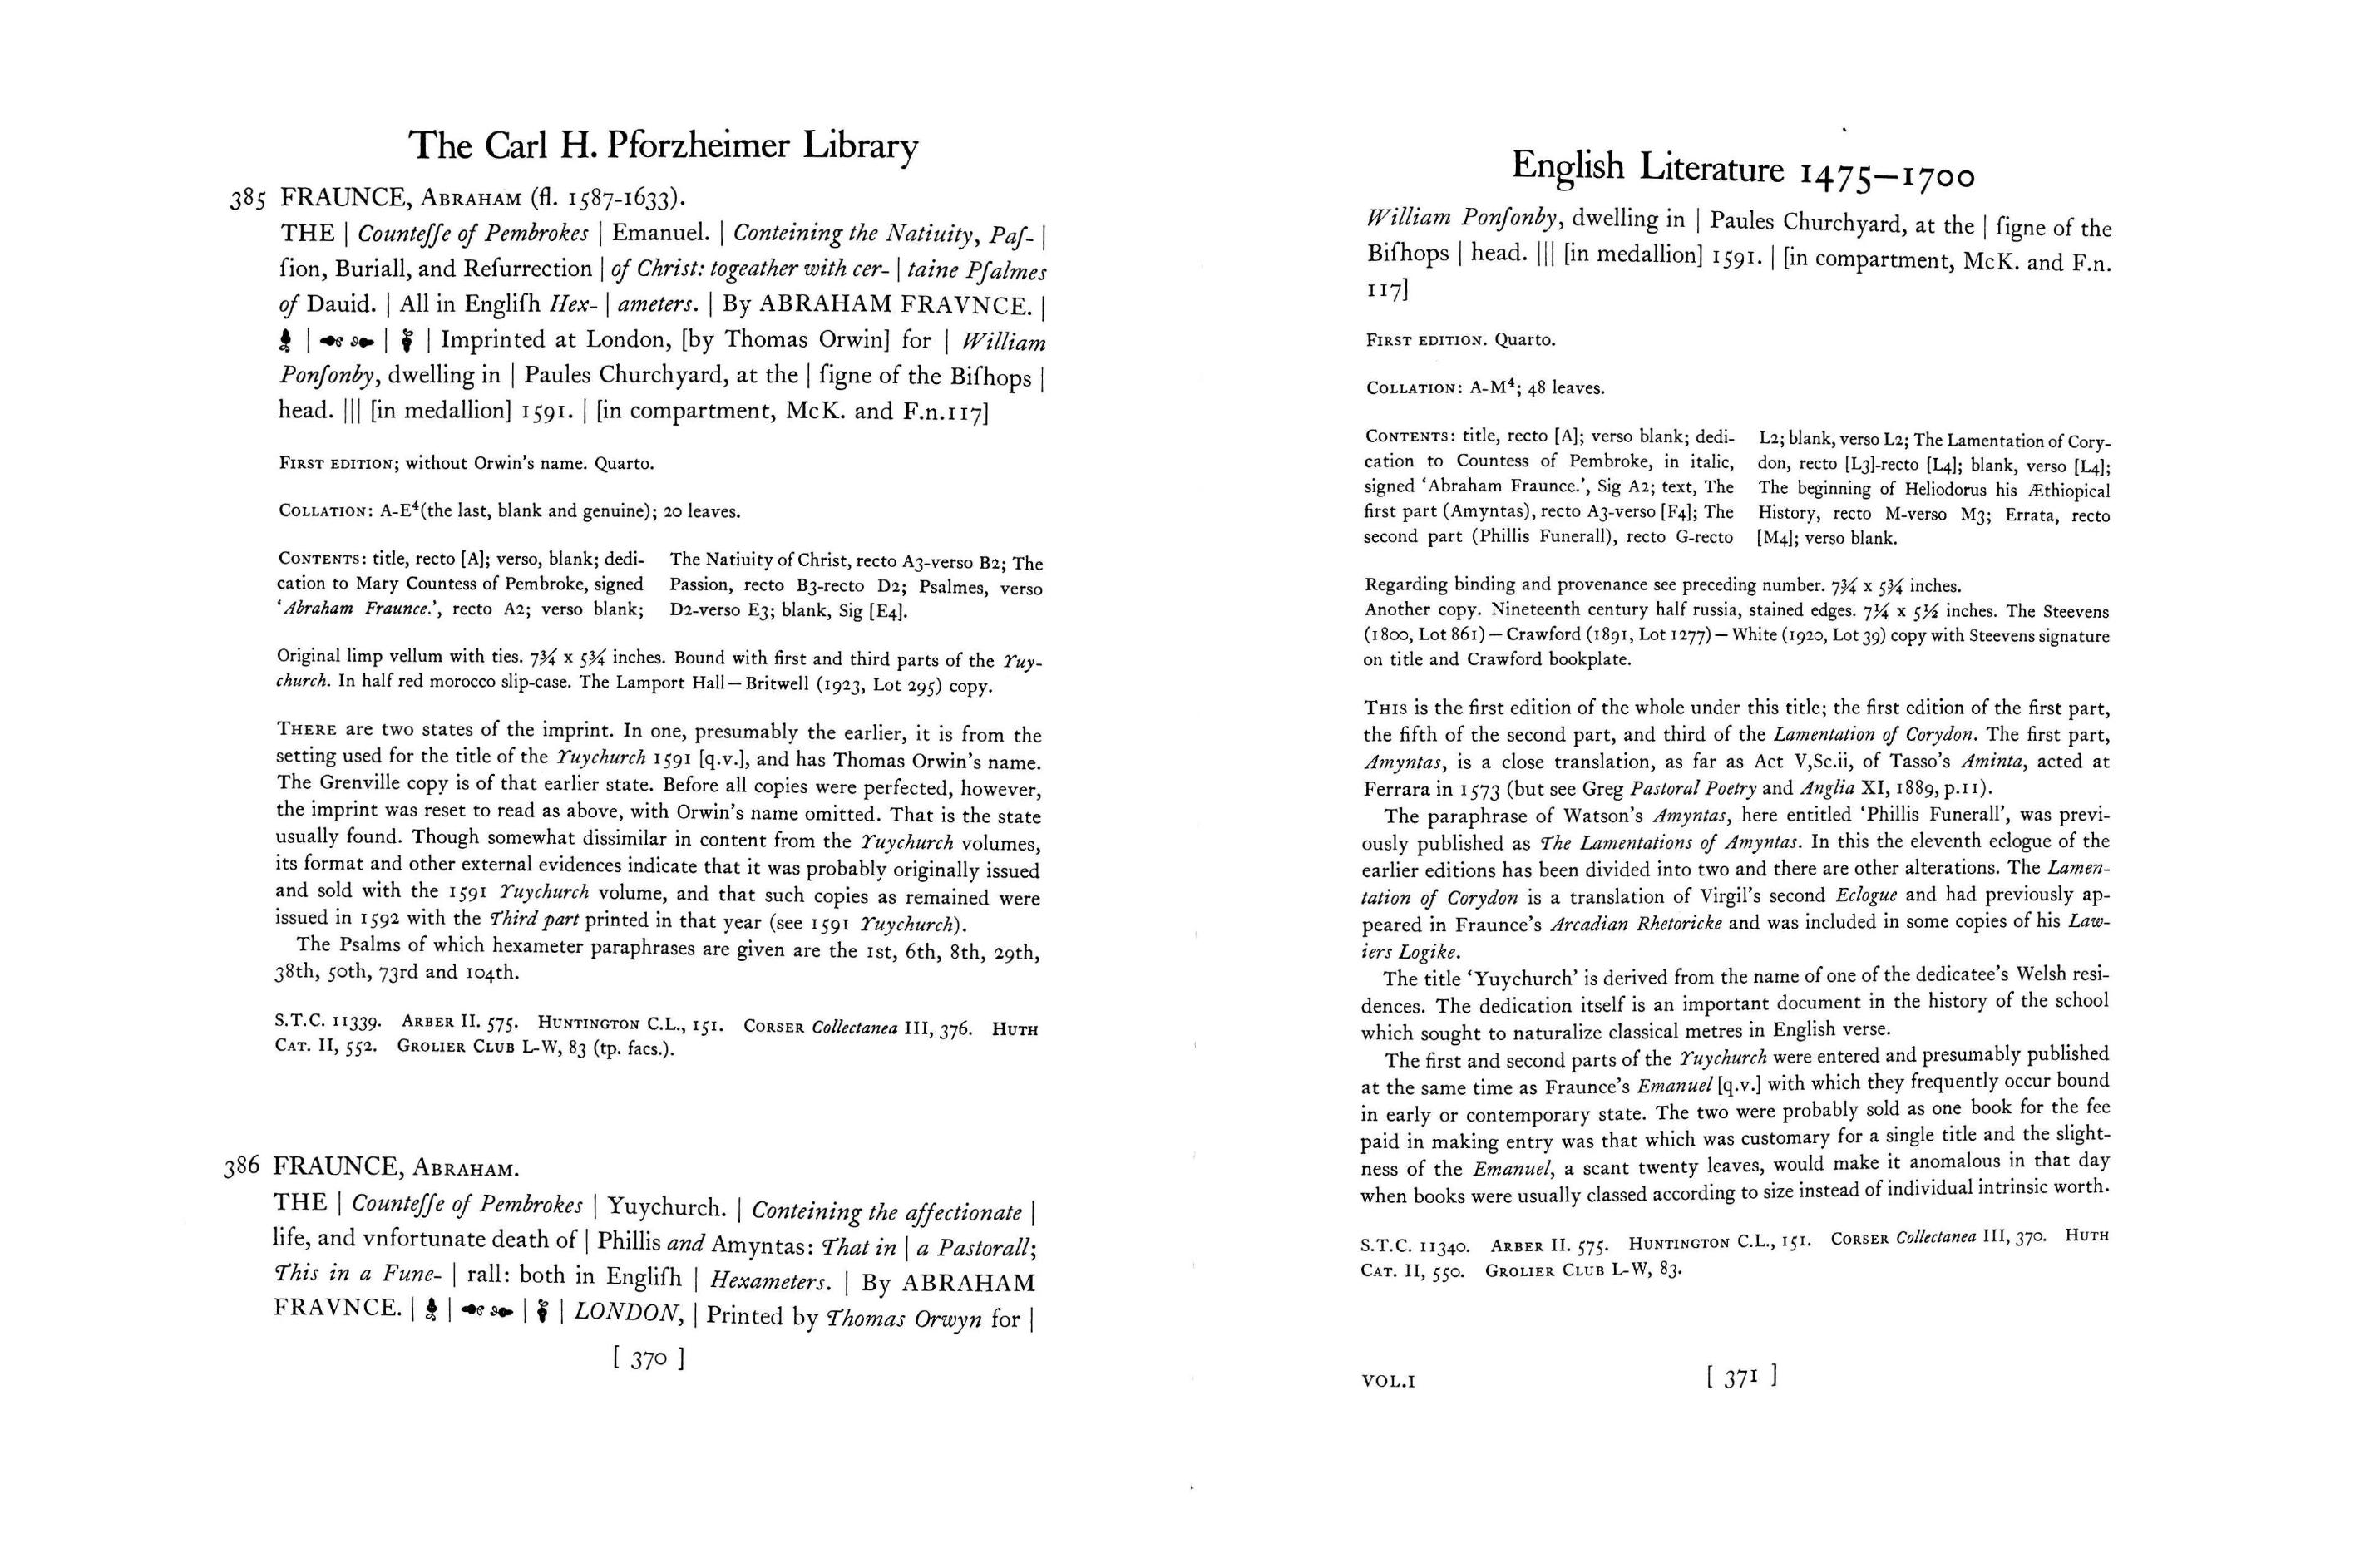 The Carl H. Pforzheimer Library
385 FRAUNCE, ABRAHAM (fl. 1587-1633).
THE | Counteſſe of Pembrokes | Emanuel. | Conteining the Natiuity, Paſ- |
ſion, Buriall, and Reſurrection | of Christ: togeather with cer- | taine Pſalmes
of Dauid. | All in Engliſh Hex- | ameters. | By ABRAHAM FRAVNCE. |
❧ | ☙ ❧ | ❧ | Imprinted at London, [by Thomas Orwin] for | William
Ponſonby, dwelling in | Paules Churchyard, at the | ſigne of the Biſhops |
head. ||| [in medallion] 1591. | [in compartment, McK. and F.n.117]
FIRST EDITION; without Orwin's name. Quarto.
COLLATION: A-E⁴(the last, blank and genuine); 20 leaves.
CONTENTS: title, recto [A]; verso, blank; dedi-
cation to Mary Countess of Pembroke, signed
'Abraham Fraunce.', recto A2; verso blank;
The Natiuity of Christ, recto A3-verso B2; The
Passion, recto B3-recto D2; Psalmes, verso
D2-verso E3; blank, Sig [E4].
Original limp vellum with ties. 7¾ x 5¾ inches. Bound with first and third parts of the Yuy-
church. In half red morocco slip-case. The Lamport Hall—Britwell (1923, Lot 295) copy.
THERE are two states of the imprint. In one, presumably the earlier, it is from the
setting used for the title of the Yuychurch 1591 [q.v.], and has Thomas Orwin's name.
The Grenville copy is of that earlier state. Before all copies were perfected, however,
the imprint was reset to read as above, with Orwin's name omitted. That is the state
usually found. Though somewhat dissimilar in content from the Yuychurch volumes,
its format and other external evidences indicate that it was probably originally issued
and sold with the 1591 Yuychurch volume, and that such copies as remained were
issued in 1592 with the Third part printed in that year (see 1591 Yuychurch).
The Psalms of which hexameter paraphrases are given are the 1st, 6th, 8th, 29th,
38th, 50th, 73rd and 104th.
S.T.C. 11339. ARBER II. 575. HUNTINGTON C.L., 151. CORSER Collectanea III, 376. HUTH
CAT. II, 552. GROLIER CLUB L-W, 83 (tp. facs.).
386 FRAUNCE, ABRAHAM.
THE | Counteſſe of Pembrokes | Yuychurch. | Conteining the affectionate |
life, and vnfortunate death of | Phillis and Amyntas: That in | a Pastorall;
This in a Fune- | rall: both in Engliſh | Hexameters. | By ABRAHAM
FRAVNCE. | ❧ | ☙ ❧ | ❧ | LONDON, | Printed by Thomas Orwyn for |
[ 370 ]
English Literature 1475—1700
William Ponſonby, dwelling in | Paules Churchyard, at the | ſigne of the
Biſhops | head. ||| [in medallion] 1591. | [in compartment, McK. and F.n.
117]
FIRST EDITION. Quarto.
COLLATION: A-M⁴; 48 leaves.
CONTENTS: title, recto [A]; verso blank; dedi-
cation to Countess of Pembroke, in italic,
signed 'Abraham Fraunce.', Sig A2; text, The
first part (Amyntas), recto A3-verso [F4]; The
second part (Phillis Funerall), recto G-recto
L2; blank, verso L2; The Lamentation of Cory-
don, recto [L3]-recto [L4]; blank, verso [L4];
The beginning of Heliodorus his Æthiopical
History, recto M-verso M3; Errata, recto
[M4]; verso blank.
Regarding binding and provenance see preceding number. 7¾ x 5¾ inches.
Another copy. Nineteenth century half russia, stained edges. 7¼ x 5½ inches. The Steevens
(1800, Lot 861)—Crawford (1891, Lot 1277)—White (1920, Lot 39) copy with Steevens signature
on title and Crawford bookplate.
THIS is the first edition of the whole under this title; the first edition of the first part,
the fifth of the second part, and third of the Lamentation of Corydon. The first part,
Amyntas, is a close translation, as far as Act V,Sc.ii, of Tasso's Aminta, acted at
Ferrara in 1573 (but see Greg Pastoral Poetry and Anglia XI, 1889, p.11).
The paraphrase of Watson's Amyntas, here entitled 'Phillis Funerall', was previ-
ously published as The Lamentations of Amyntas. In this the eleventh eclogue of the
earlier editions has been divided into two and there are other alterations. The Lamen-
tation of Corydon is a translation of Virgil's second Eclogue and had previously ap-
peared in Fraunce's Arcadian Rhetoricke and was included in some copies of his Law-
iers Logike.
The title 'Yuychurch' is derived from the name of one of the dedicatee's Welsh resi-
dences. The dedication itself is an important document in the history of the school
which sought to naturalize classical metres in English verse.
The first and second parts of the Yuychurch were entered and presumably published
at the same time as Fraunce's Emanuel [q.v.] with which they frequently occur bound
in early or contemporary state. The two were probably sold as one book for the fee
paid in making entry was that which was customary for a single title and the slight-
ness of the Emanuel, a scant twenty leaves, would make it anomalous in that day
when books were usually classed according to size instead of individual intrinsic worth.
S.T.C. 11340. ARBER II. 575. HUNTINGTON C.L., 151. CORSER Collectanea III, 370. HUTH
CAT. II, 550. GROLIER CLUB L-W, 83.
VOL.I
[ 371 ]